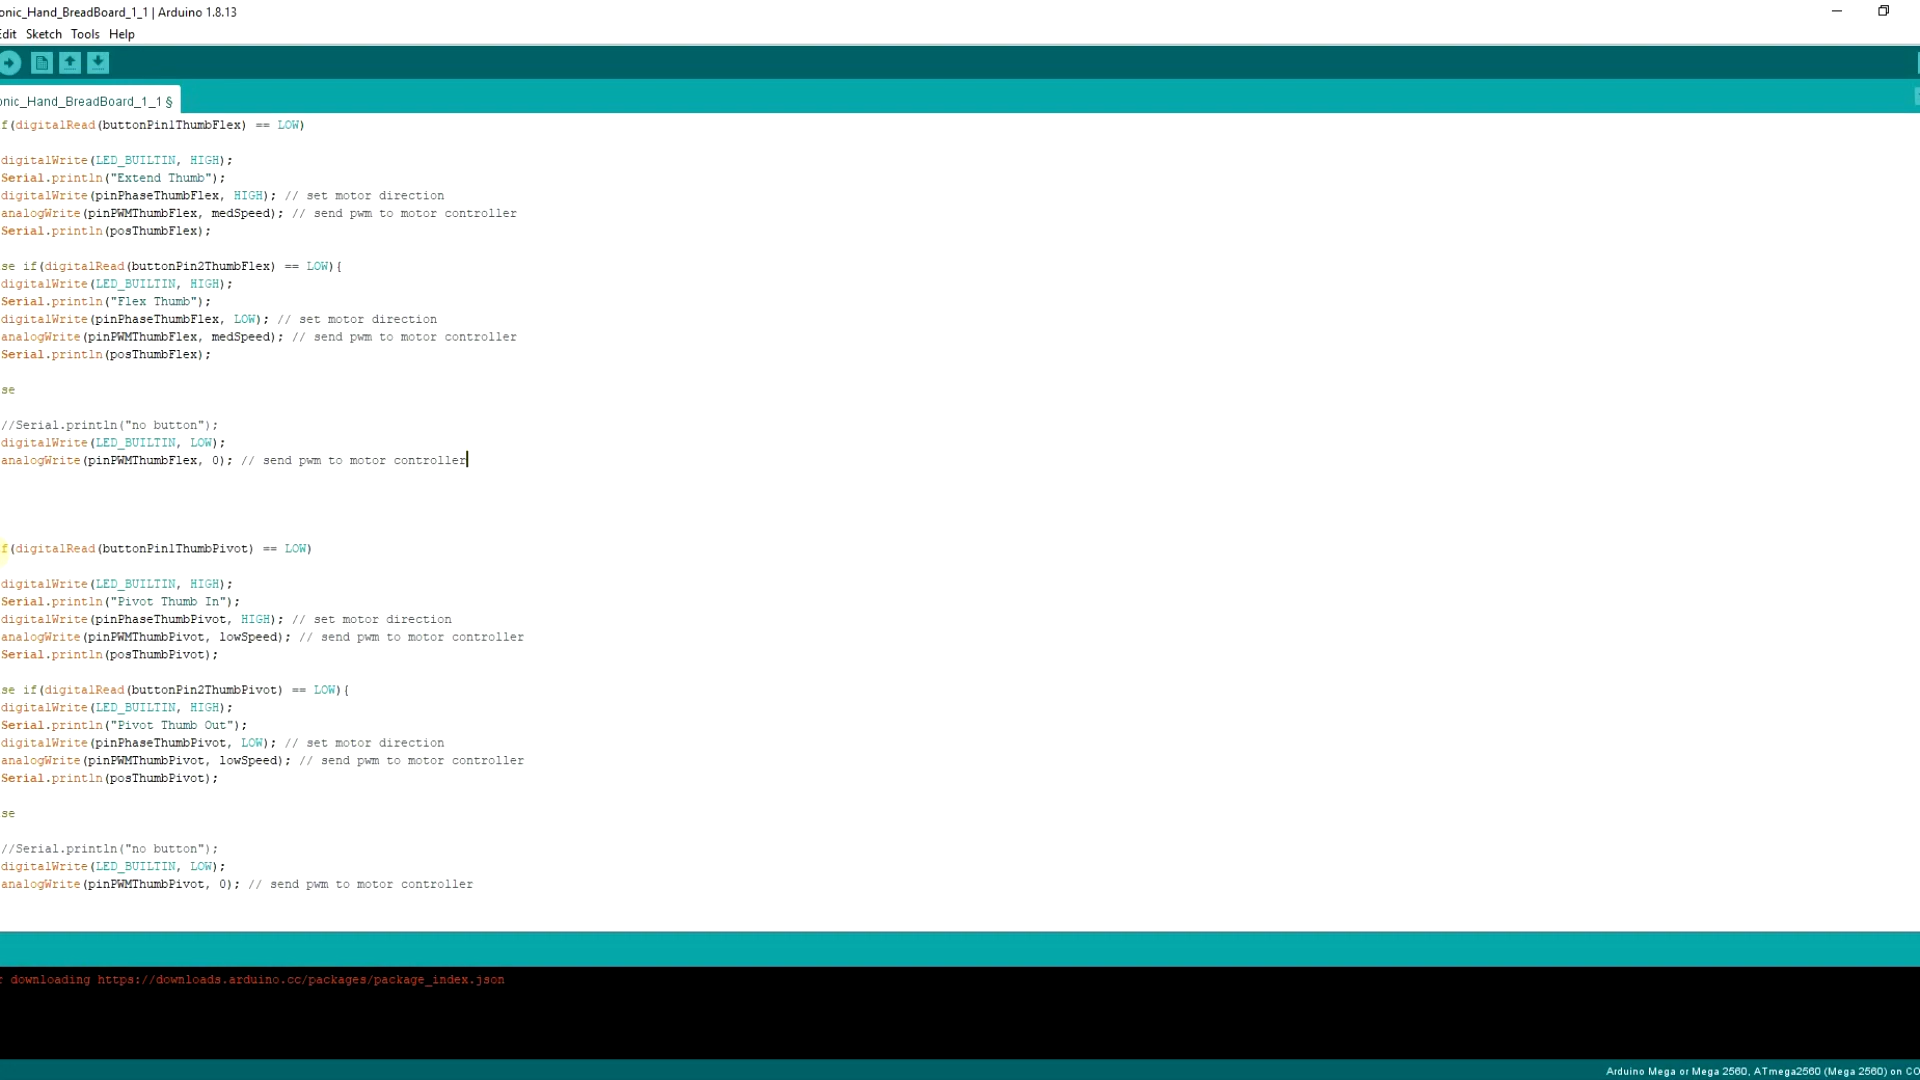 onic_Hand_BreadBoard_1_1 | Arduino 1.8.13
Edit Sketch Tools Help
onic_Hand_BreadBoard_1_1 §
f(digitalRead(buttonPin1ThumbFlex) == LOW)
digitalWrite(LED_BUILTIN, HIGH);
Serial.println("Extend Thumb");
digitalWrite(pinPhaseThumbFlex, HIGH); // set motor direction
analogWrite(pinPWMThumbFlex, medSpeed); // send pwm to motor controller
Serial.println(posThumbFlex);
se if(digitalRead(buttonPin2ThumbFlex) == LOW){
digitalWrite(LED_BUILTIN, HIGH);
Serial.println("Flex Thumb");
digitalWrite(pinPhaseThumbFlex, LOW); // set motor direction
analogWrite(pinPWMThumbFlex, medSpeed); // send pwm to motor controller
Serial.println(posThumbFlex);
se
//Serial.println("no button");
digitalWrite(LED_BUILTIN, LOW);
analogWrite(pinPWMThumbFlex, 0); // send pwm to motor controller
f(digitalRead(buttonPin1ThumbPivot) == LOW)
digitalWrite(LED_BUILTIN, HIGH);
Serial.println("Pivot Thumb In");
digitalWrite(pinPhaseThumbPivot, HIGH); // set motor direction
analogWrite(pinPWMThumbPivot, lowSpeed); // send pwm to motor controller
Serial.println(posThumbPivot);
se if(digitalRead(buttonPin2ThumbPivot) == LOW){
digitalWrite(LED_BUILTIN, HIGH);
Serial.println("Pivot Thumb Out");
digitalWrite(pinPhaseThumbPivot, LOW); // set motor direction
analogWrite(pinPWMThumbPivot, lowSpeed); // send pwm to motor controller
Serial.println(posThumbPivot);
se
//Serial.println("no button");
digitalWrite(LED_BUILTIN, LOW);
analogWrite(pinPWMThumbPivot, 0); // send pwm to motor controller
r downloading https://downloads.arduino.cc/packages/package_index.json
Arduino Mega or Mega 2560, ATmega2560 (Mega 2560) on CO